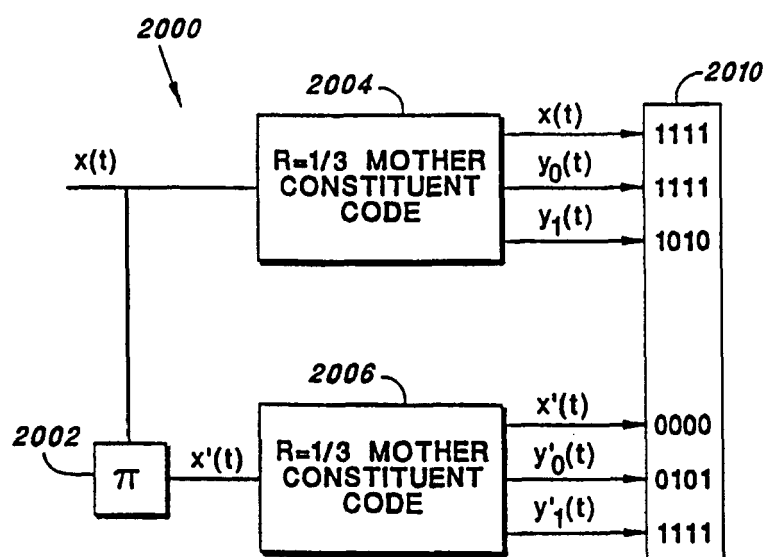 2000
2004
2010
x(t)
R=1/3 MOTHER
CONSTITUENT
CODE
x(t)
1111
y0(t)
1111
y1(t)
1010
2006
2002
π
x'(t)
R=1/3 MOTHER
CONSTITUENT
CODE
x'(t)
0000
y'0(t)
0101
y'1(t)
1111